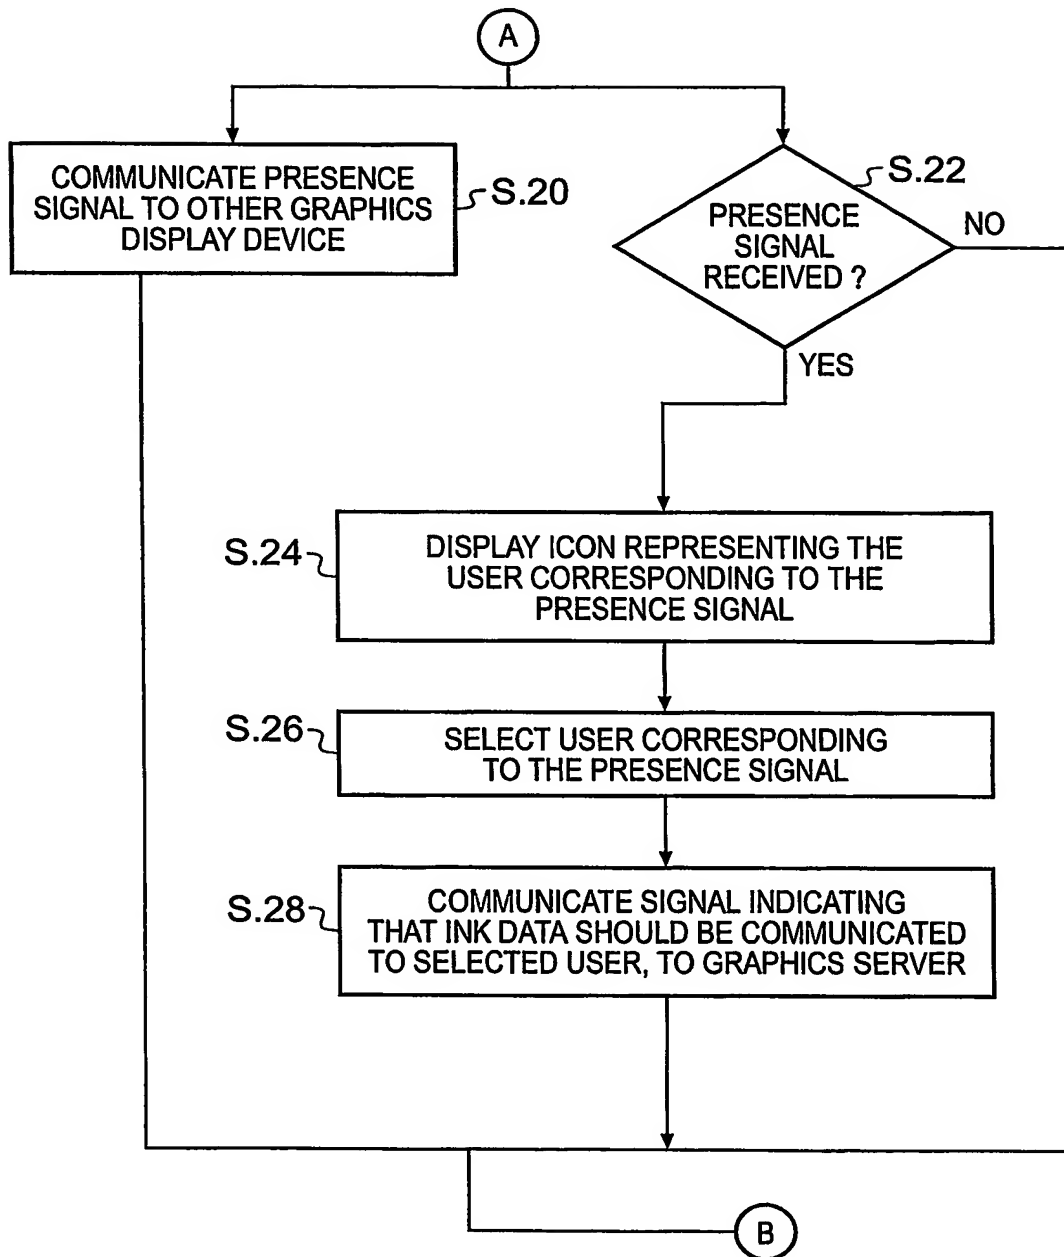 A
COMMUNICATE PRESENCE
SIGNAL TO OTHER GRAPHICS
DISPLAY DEVICE
S.20
S.22
PRESENCE
SIGNAL
RECEIVED ?
NO
YES
S.24
DISPLAY ICON REPRESENTING THE
USER CORRESPONDING TO THE
PRESENCE SIGNAL
S.26
SELECT USER CORRESPONDING
TO THE PRESENCE SIGNAL
S.28
COMMUNICATE SIGNAL INDICATING
THAT INK DATA SHOULD BE COMMUNICATED
TO SELECTED USER, TO GRAPHICS SERVER
B